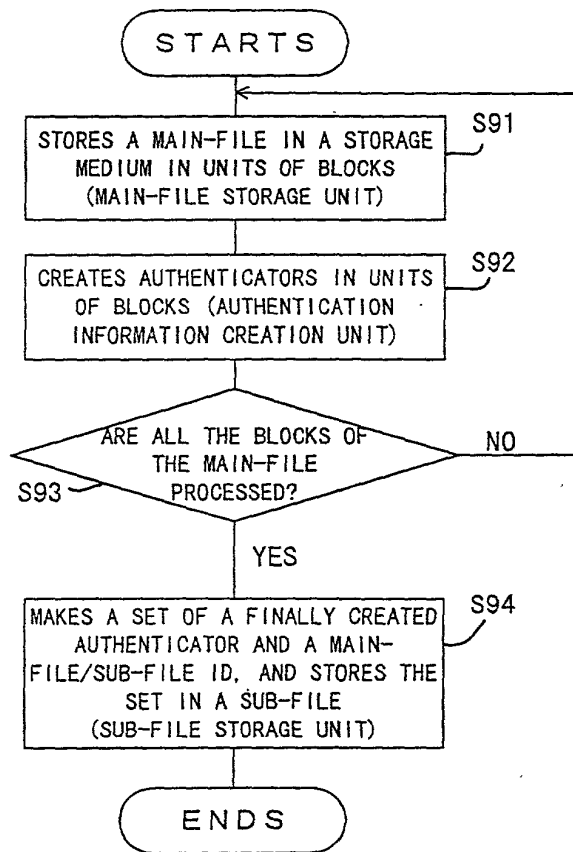 STARTS
S91
STORES A MAIN-FILE IN A STORAGE
MEDIUM IN UNITS OF BLOCKS
(MAIN-FILE STORAGE UNIT)
S92
CREATES AUTHENTICATORS IN UNITS
OF BLOCKS (AUTHENTICATION
INFORMATION CREATION UNIT)
ARE ALL THE BLOCKS OF
THE MAIN-FILE
PROCESSED?
NO
S93
YES
S94
MAKES A SET OF A FINALLY CREATED
AUTHENTICATOR AND A MAIN-
FILE/SUB-FILE ID, AND STORES THE
SET IN A SUB-FILE
(SUB-FILE STORAGE UNIT)
ENDS